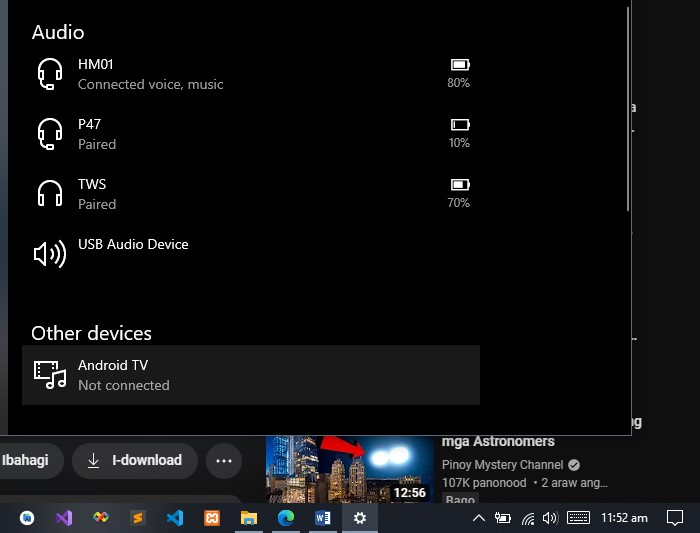 Audio
HM01
Connected voice, music
80%
P47
Paired
10%
TWS
Paired
70%
USB Audio Device
Other devices
Android TV
Not connected
Ibahagi
I-download
12:56
mga Astronomers
Pinoy Mystery Channel
107K panonood • 2 araw ang...
Bago
11:52 am